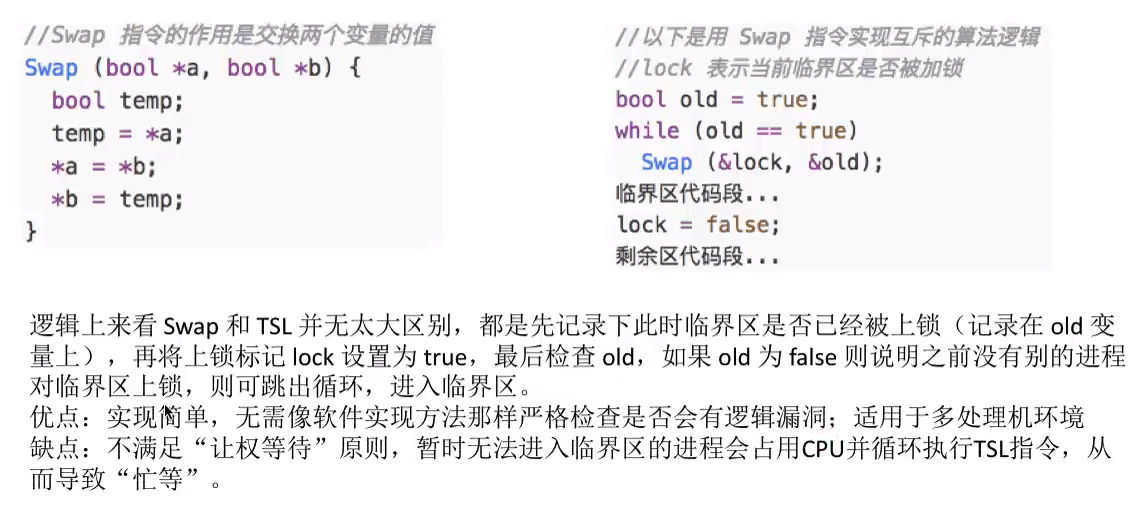 //Swap 指令的作用是交换两个变量的值
Swap (bool *a, bool *b) {
  bool temp;
  temp = *a;
  *a = *b;
  *b = temp;
}
//以下是用 Swap 指令实现互斥的算法逻辑
//lock 表示当前临界区是否被加锁
bool old = true;
while (old == true)
  Swap (&lock, &old);
临界区代码段...
lock = false;
剩余区代码段...
逻辑上来看 Swap 和 TSL 并无太大区别，都是先记录下此时临界区是否已经被上锁（记录在 old 变
量上），再将上锁标记 lock 设置为 true，最后检查 old，如果 old 为 false 则说明之前没有别的进程
对临界区上锁，则可跳出循环，进入临界区。
优点：实现简单，无需像软件实现方法那样严格检查是否会有逻辑漏洞；适用于多处理机环境
缺点：不满足“让权等待”原则，暂时无法进入临界区的进程会占用CPU并循环执行TSL指令，从
而导致“忙等”。